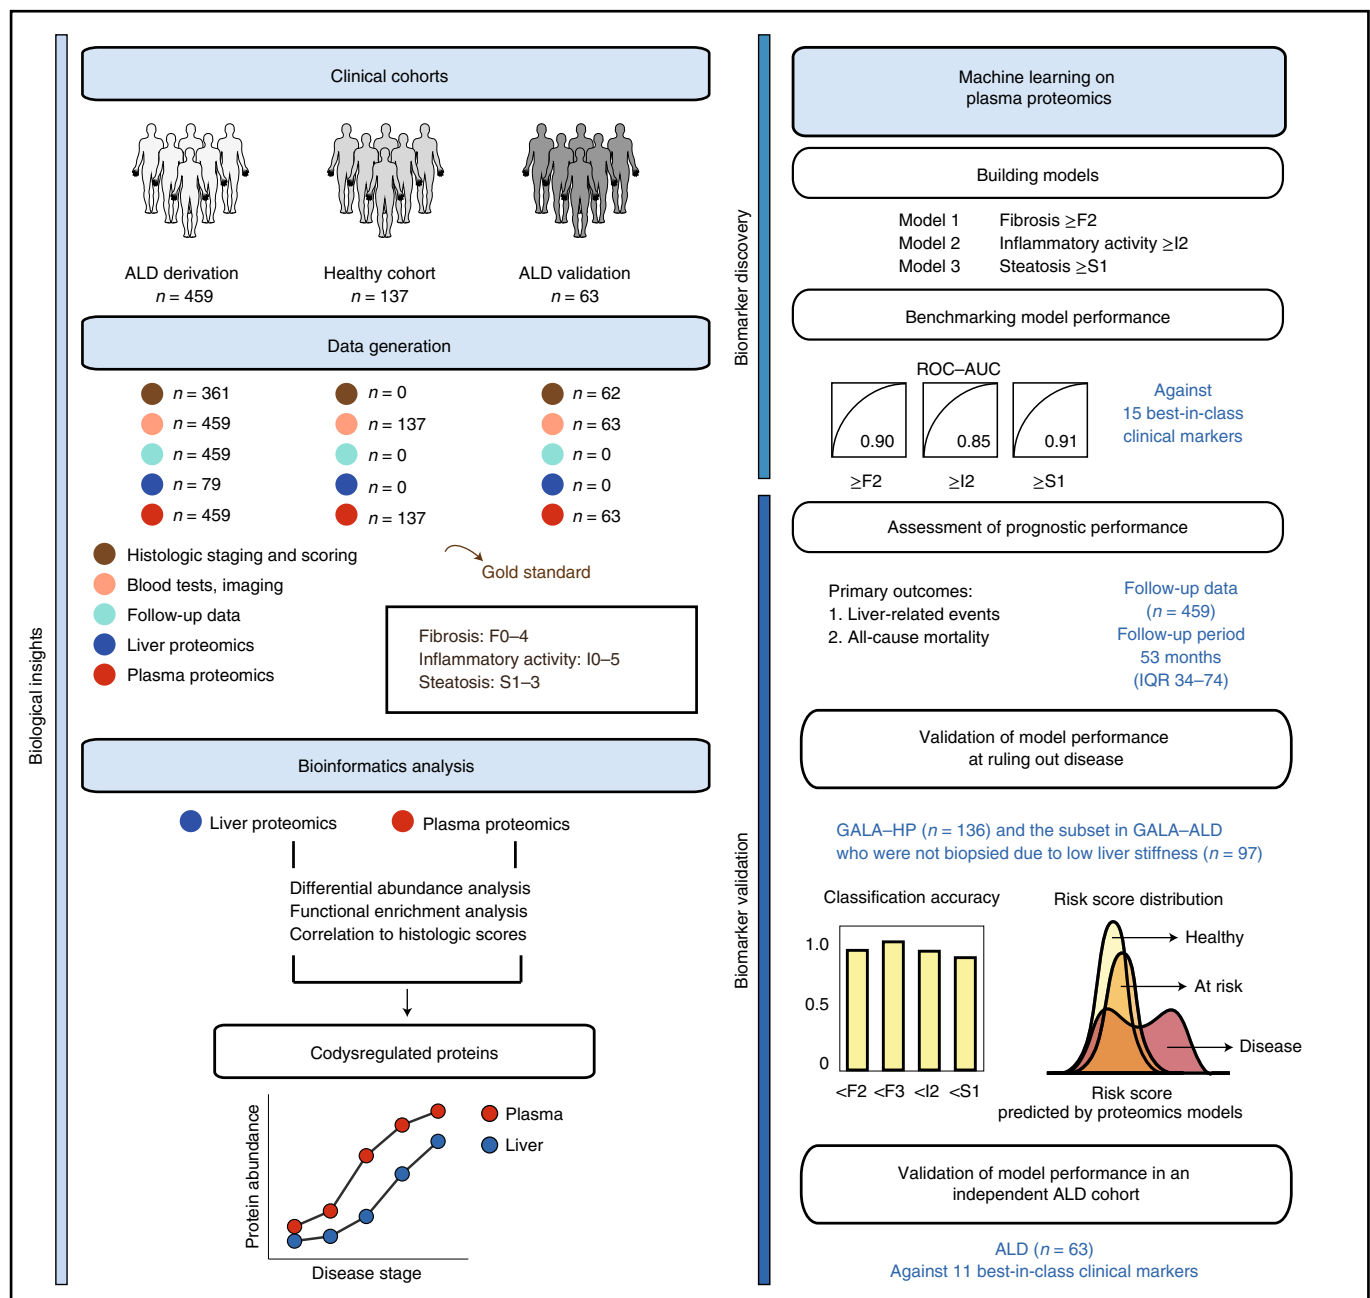 Biological insights
Clinical cohorts
ALD derivation
n = 459
Healthy cohort
n = 137
ALD validation
n = 63
Data generation
n = 361
n = 459
n = 459
n = 79
n = 459
n = 0
n = 137
n = 0
n = 0
n = 137
n = 62
n = 63
n = 0
n = 0
n = 63
Histologic staging and scoring
Blood tests, imaging
Follow-up data
Liver proteomics
Plasma proteomics
Gold standard
Fibrosis: F0–4
Inflammatory activity: I0–5
Steatosis: S1–3
Bioinformatics analysis
Liver proteomics
Plasma proteomics
Differential abundance analysis
Functional enrichment analysis
Correlation to histologic scores
Codysregulated proteins
Protein abundance
Plasma
Liver
Disease stage
Biomarker discovery
Machine learning on
plasma proteomics
Building models
Model 1 Fibrosis ≥F2
Model 2 Inflammatory activity ≥I2
Model 3 Steatosis ≥S1
Benchmarking model performance
ROC–AUC
0.90
0.85
0.91
≥F2
≥I2
≥S1
Against
15 best-in-class
clinical markers
Biomarker validation
Assessment of prognostic performance
Primary outcomes:
1. Liver-related events
2. All-cause mortality
Follow-up data
(n = 459)
Follow-up period
53 months
(IQR 34–74)
Validation of model performance
at ruling out disease
GALA–HP (n = 136) and the subset in GALA–ALD
who were not biopsied due to low liver stiffness (n = 97)
Classification accuracy
1.0
0.5
0
<F2 <F3 <I2 <S1
Risk score distribution
Healthy
At risk
Disease
Risk score
predicted by proteomics models
Validation of model performance in an
independent ALD cohort
ALD (n = 63)
Against 11 best-in-class clinical markers